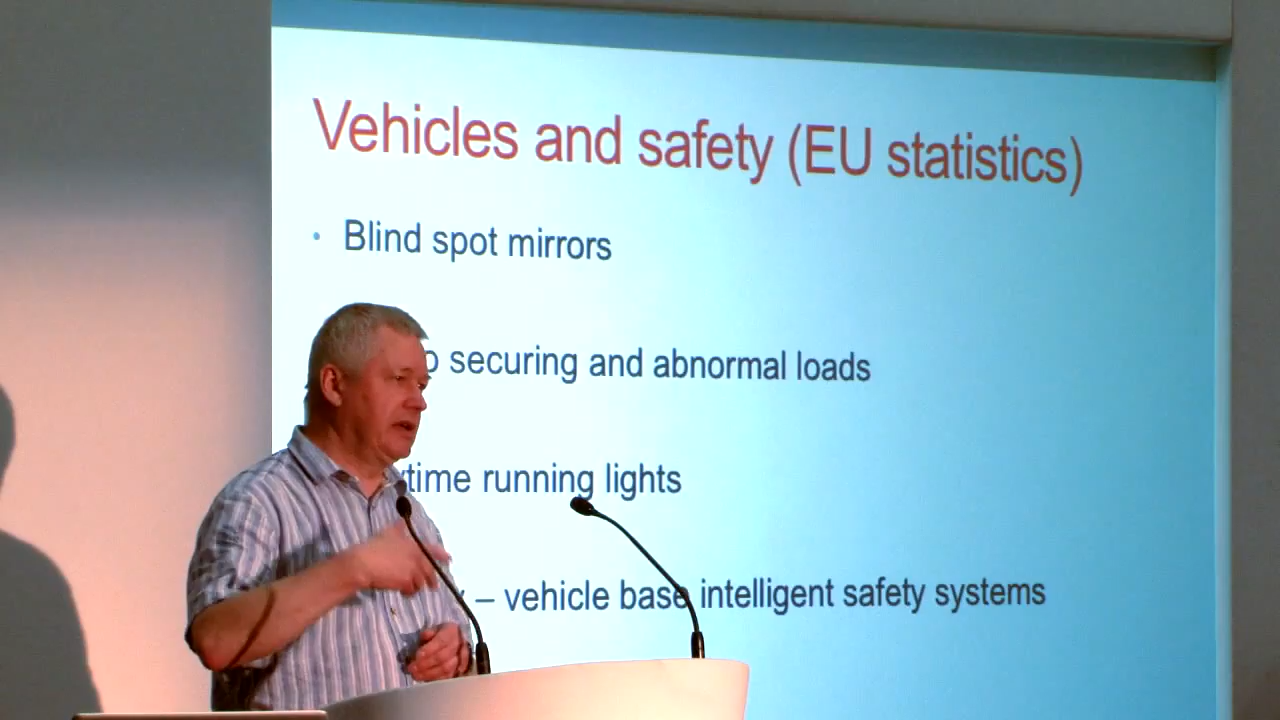 Vehicles and safety (EU statistics)
• Blind spot mirrors
securing and abnormal loads
running lights
– vehicle base intelligent safety systems